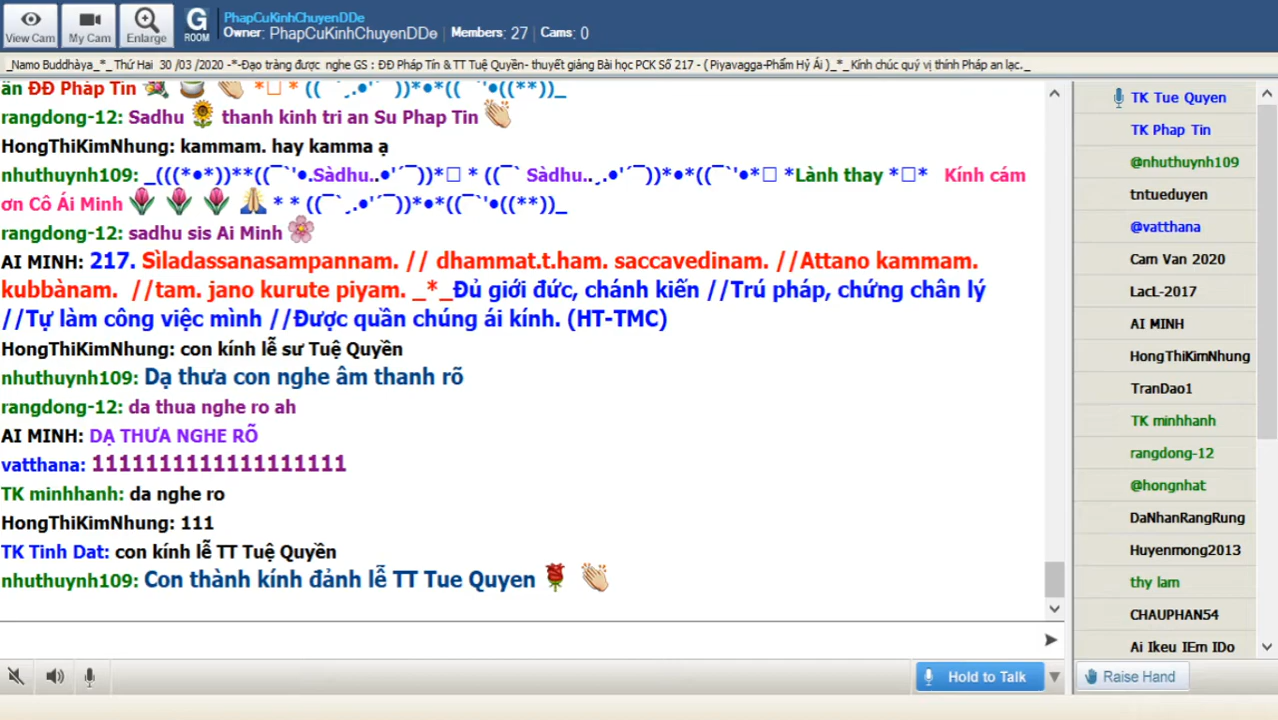 View Cam
My Cam
Enlarge
G
ROOM
PhapCuKinhChuyenDDe
Owner: PhapCuKinhChuyenDDe Members: 27 Cams: 0
_Namo Buddhàya_*_ Thứ Hai 30 /03 /2020 -*-Đạo tràng được nghe GS : ĐĐ Pháp Tín & TT Tuệ Quyền- thuyết giảng Bài học PCK Số 217 - ( Piyavagga-Phẩm Hỷ Ái )_*_ Kính chúc quý vị thính Pháp an lạc._
ân ĐĐ Pháp Tin
rangdong-12: Sadhu thanh kinh tri an Su Phap Tin
HongThiKimNhung: kammam. hay kamma ạ
nhuthuynh109: _(((*•*))**((¯`'•.Sàdhu..•'´¯))*•*□ * ((¯` Sàdhu..¸.•'´¯))*•*((¯`'•*□ *Lành thay *□* Kính cám
ơn Cô Ái Minh * * ((¯`¸.•'´¯))*•*((¯`'•((**))_
rangdong-12: sadhu sis Ai Minh
AI MINH: 217. Sìladassanasampannam. // dhammat.t.ham. saccavedinam. //Attano kammam.
kubbànam. //tam. jano kurute piyam. _*_Đủ giới đức, chánh kiến //Trú pháp, chứng chân lý
//Tự làm công việc mình //Được quần chúng ái kính. (HT-TMC)
HongThiKimNhung: con kính lễ sư Tuệ Quyền
nhuthuynh109: Dạ thưa con nghe âm thanh rõ
rangdong-12: da thua nghe ro ah
AI MINH: DẠ THƯA NGHE RÕ
vatthana: 1111111111111111111
TK minhhanh: da nghe ro
HongThiKimNhung: 111
TK Tinh Dat: con kính lễ TT Tuệ Quyền
nhuthuynh109: Con thành kính đảnh lễ TT Tue Quyen
Hold to Talk
TK Tue Quyen
TK Phap Tin
@nhuthuynh109
tntueduyen
@vatthana
Cam Van 2020
LacL-2017
AI MINH
HongThiKimNhung
TranDao1
TK minhhanh
rangdong-12
@hongnhat
DaNhanRangRung
Huyenmong2013
thy lam
CHAUPHAN54
Ai Ikeu IEm IDo
Raise Hand